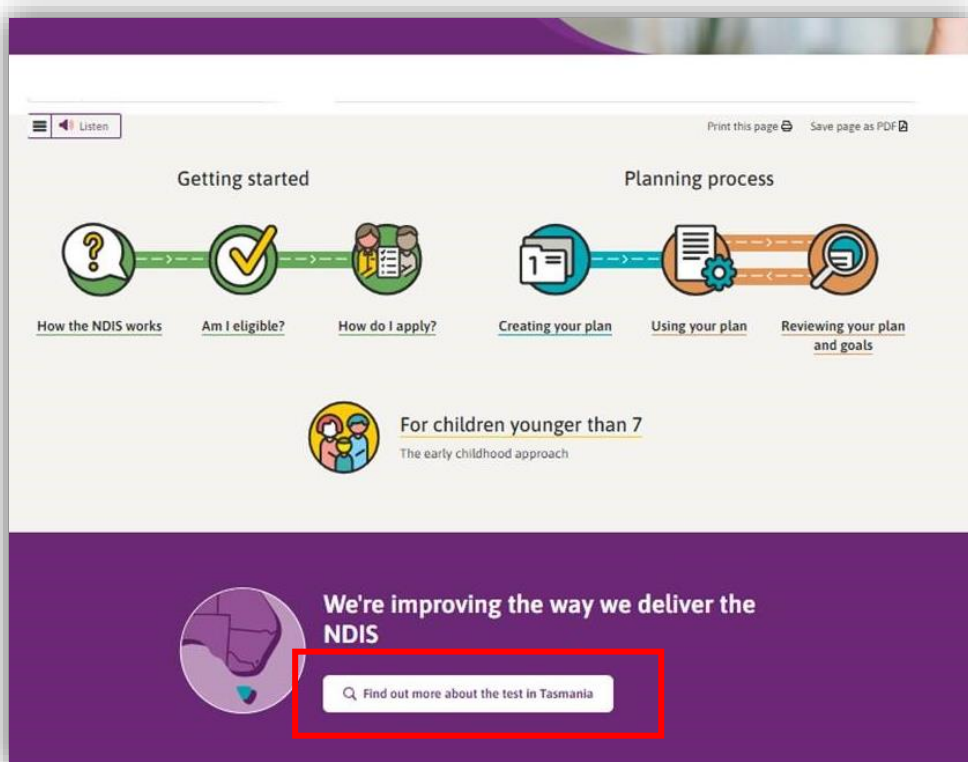 Listen
Print this page
Save page as PDF
Getting started
Planning process
?
1
How the NDIS works
Am I eligible?
How do I apply?
Creating your plan
Using your plan
Reviewing your plan
and goals
For children younger than 7
The early childhood approach
We're improving the way we deliver the
NDIS
Find out more about the test in Tasmania